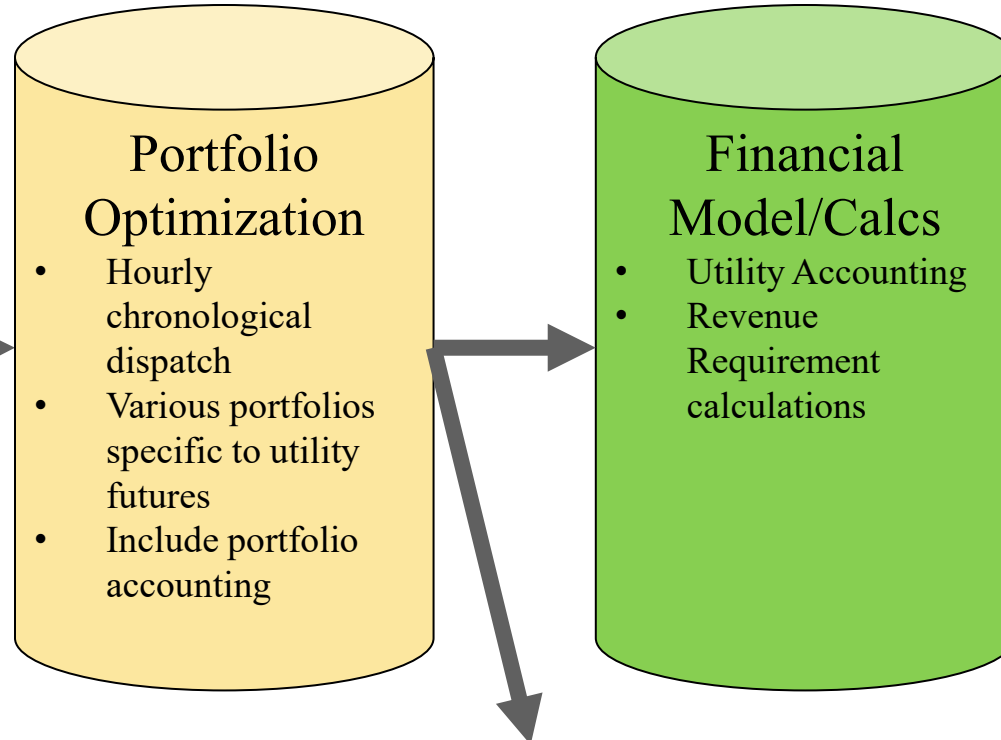 Portfolio
Optimization
• Hourly
chronological
dispatch
• Various portfolios
specific to utility
futures
• Include portfolio
accounting
Financial
Model/Calcs
• Utility Accounting
• Revenue
Requirement
calculations